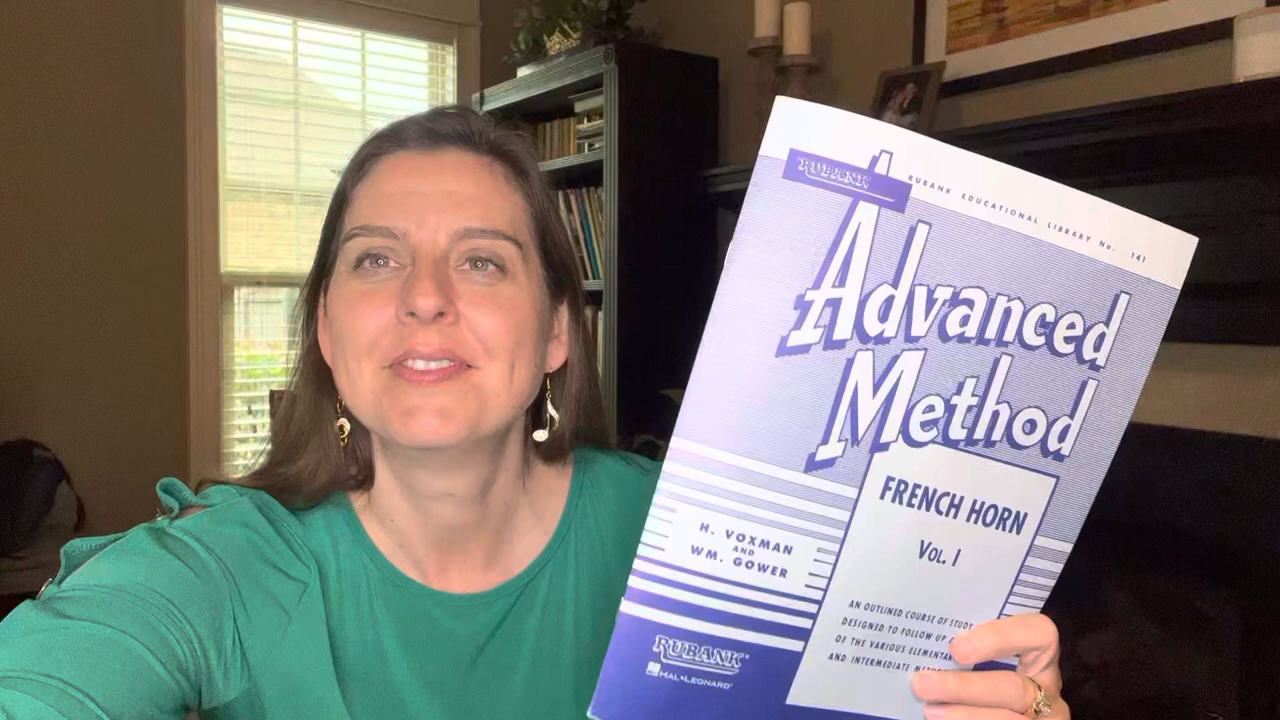 RUBANK
RUBANK EDUCATIONAL LIBRARY No. 141
Advanced
Method
FRENCH HORN
VOL. I
H. VOXMAN
AND
WM. GOWER
AN OUTLINED COURSE OF STUDY
DESIGNED TO FOLLOW UP
OF THE VARIOUS
AND INTERMEDIATE
RUBANK®
HAL•LEONARD®